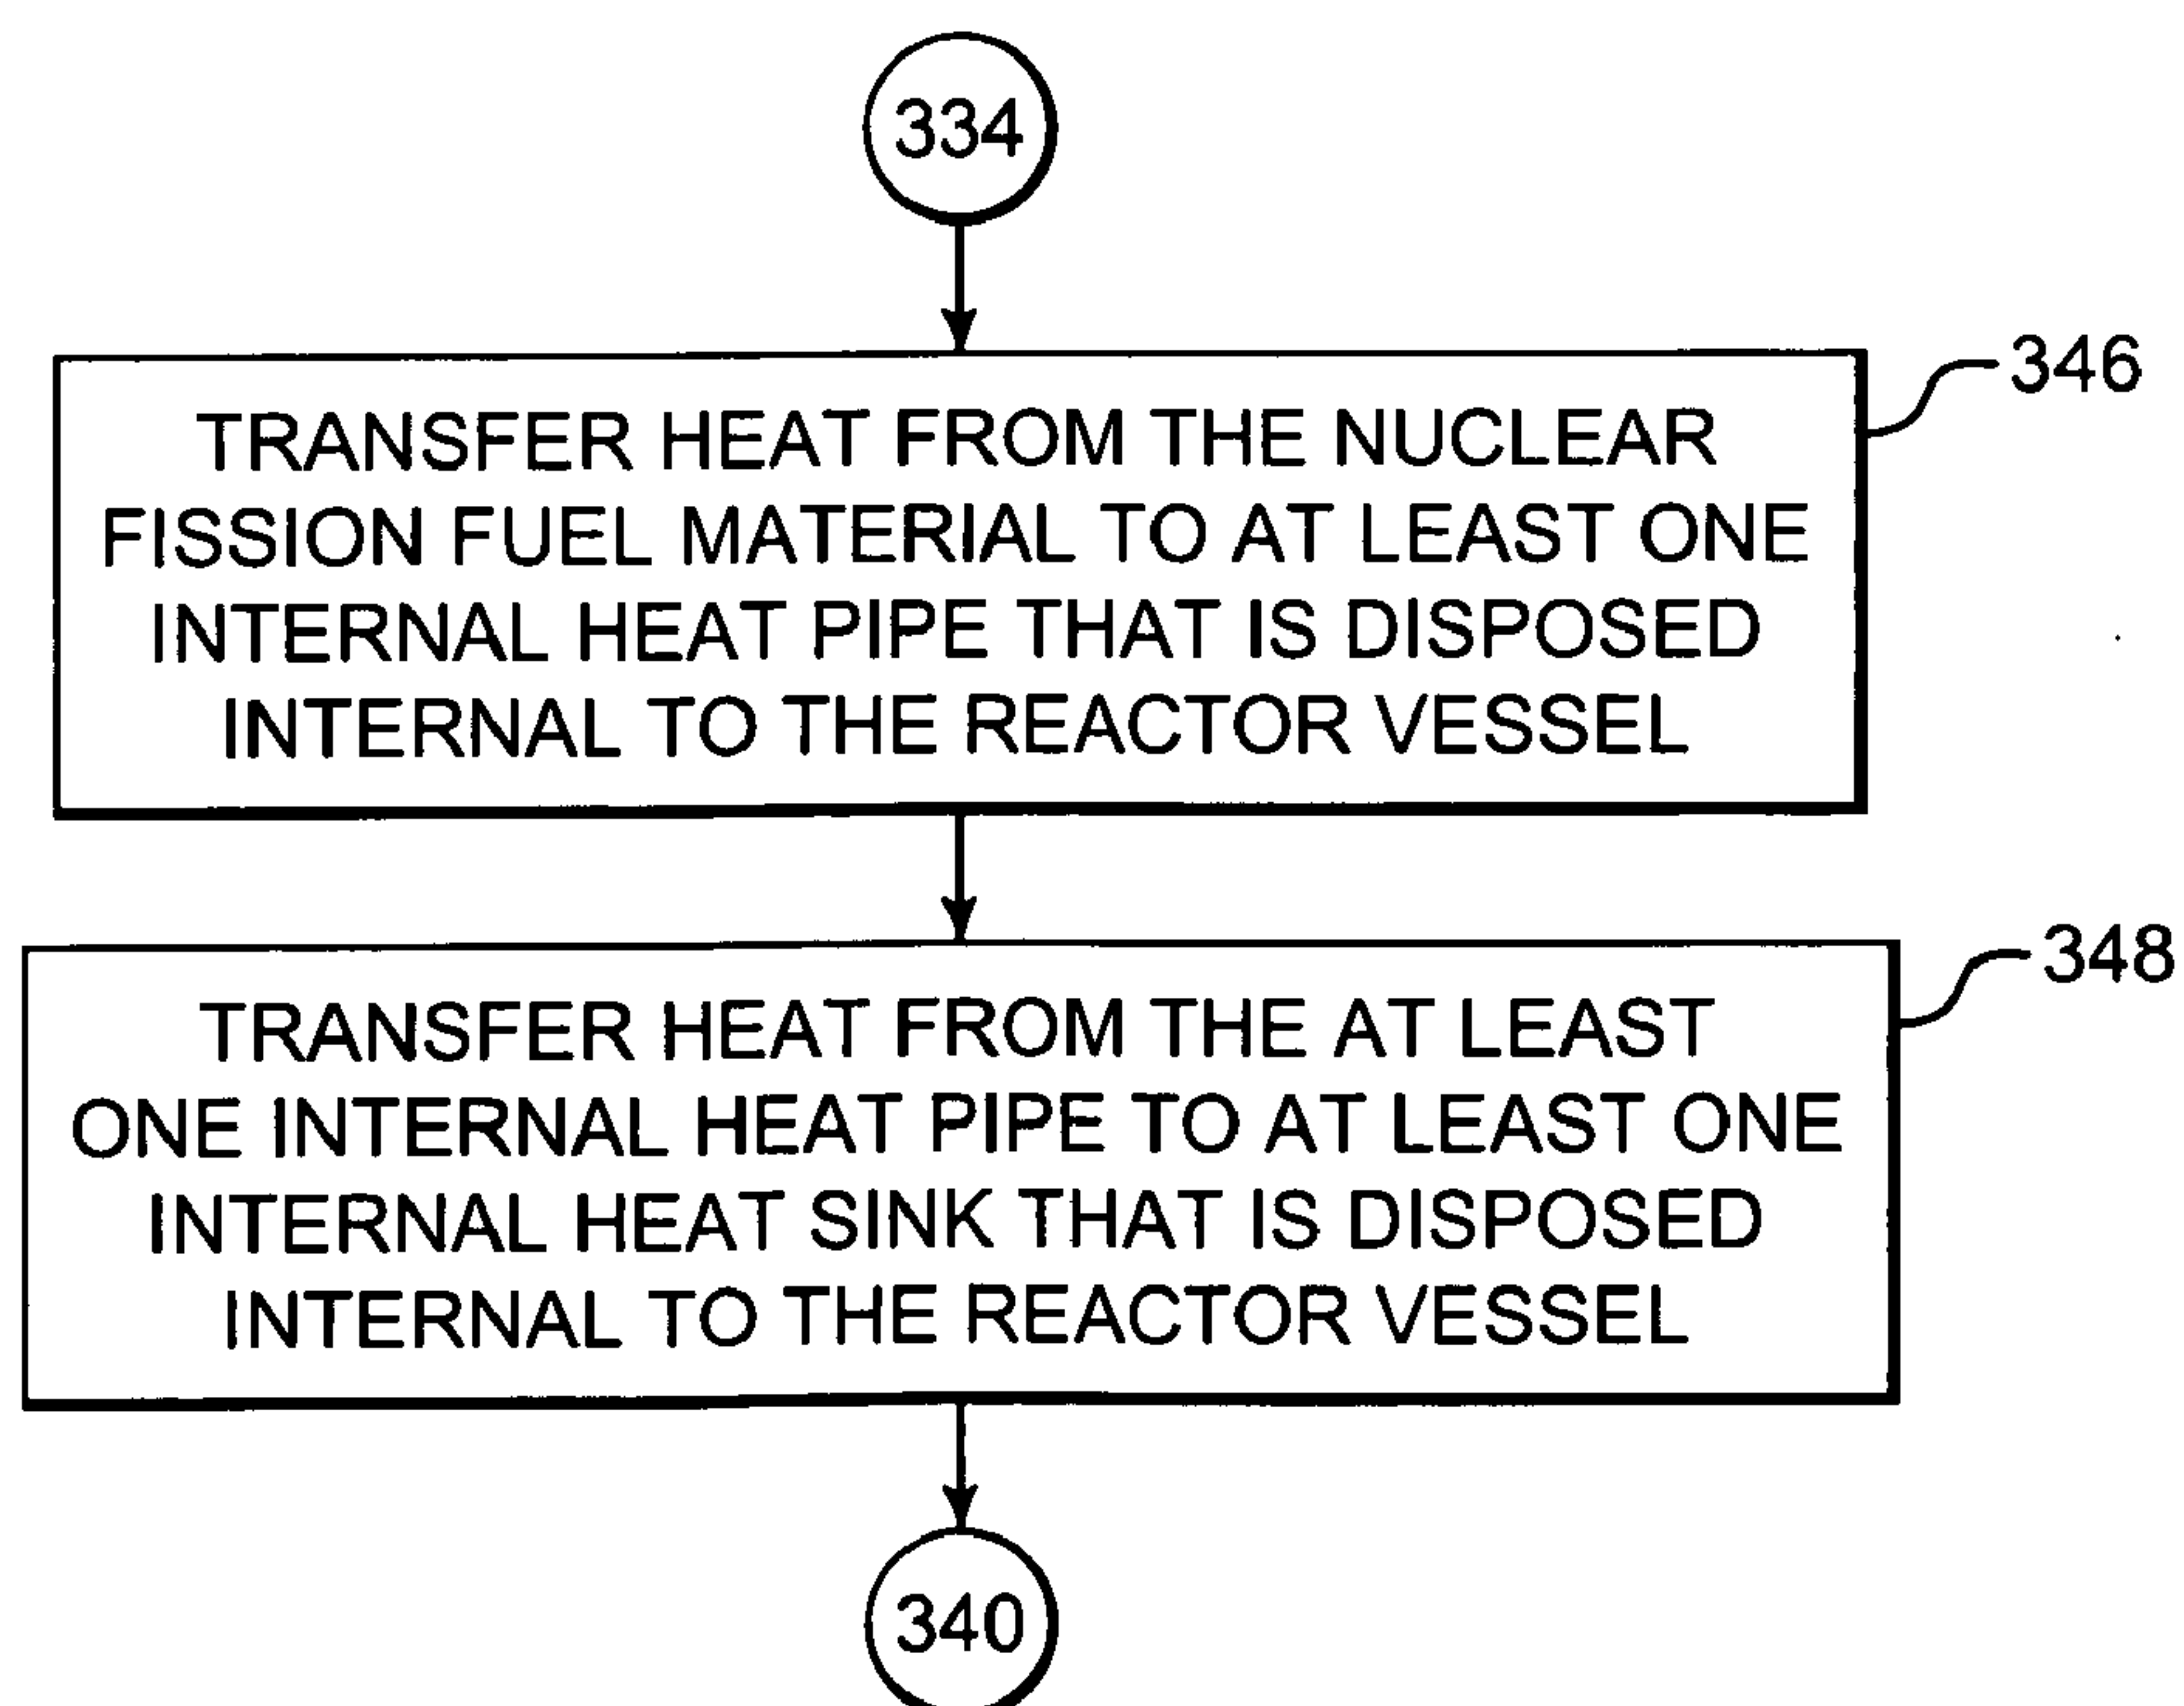 334
346
TRANSFER HEAT FROM THE NUCLEAR
FISSION FUEL MATERIAL TO AT LEAST ONE
INTERNAL HEAT PIPE THAT IS DISPOSED
INTERNAL TO THE REACTOR VESSEL
348
TRANSFER HEAT FROM THE AT LEAST
ONE INTERNAL HEAT PIPE TO AT LEAST ONE
INTERNAL HEAT SINK THAT IS DISPOSED
INTERNAL TO THE REACTOR VESSEL
340